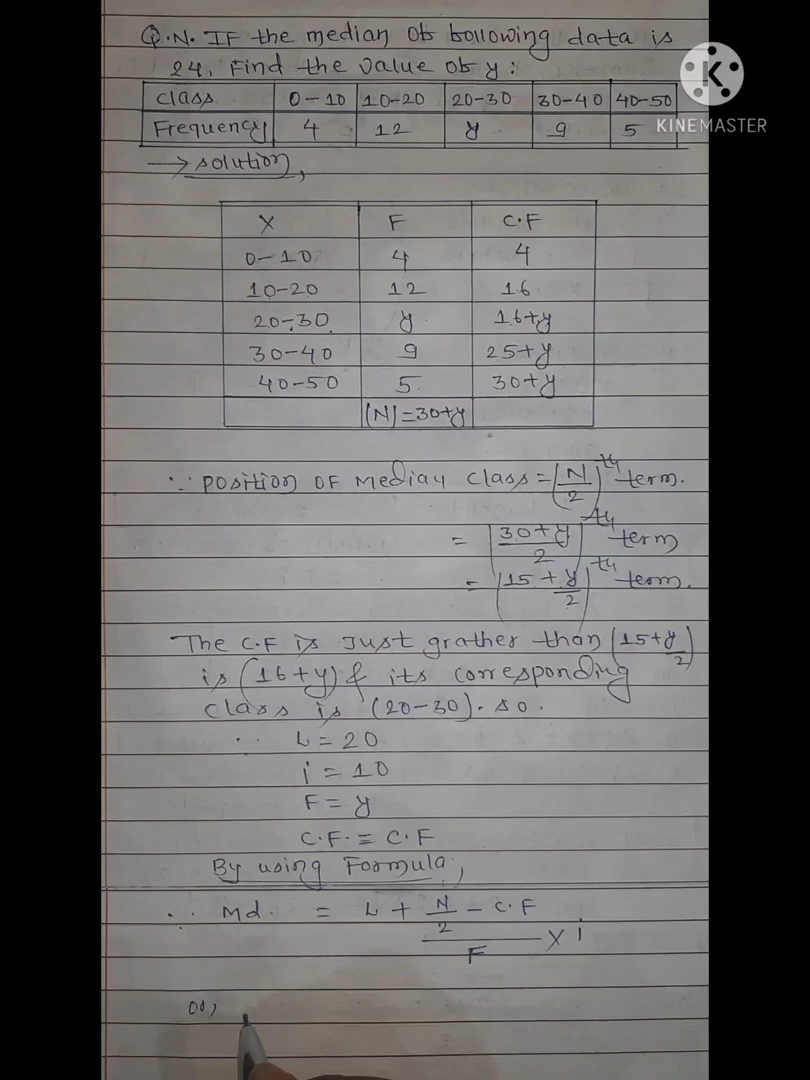 Q.N. IF the median ob bollowing data is
24, Find the value ob y :
KINEMASTER
class 0-10 10-20 20-30 30-40 40-50
Frequency 4 12 y 9 5
→ solution,
X F C.F
0-10 4 4
10-20 12 16
20-30 y 16+y
30-40 9 25+y
40-50 5 30+y
(N)=30+y
∵ position OF Median class = (N/2)th term.
= (30+y/2)th term
= (15+y/2)th term.
The C.F is Just grather than (15+y/2)
is (16+y) & its corresponding
class is (20-30). so.
∴ L = 20
i = 10
F = y
C.F. = C.F
By using Formula,
∴ Md. = L + N/2 - C.F / F × i
or,